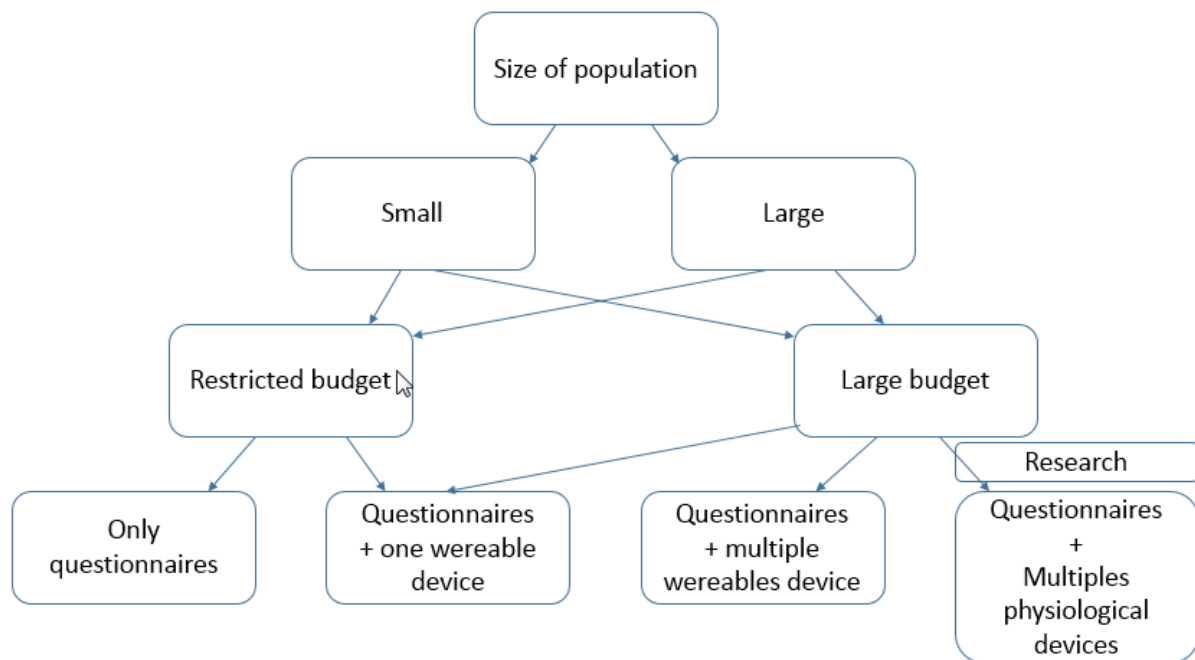 Size of population
Small
Large
Restricted budget
Large budget
Research
Only
questionnaires
Questionnaires
+ one wereable
device
Questionnaires
+ multiple
wereables device
Questionnaires
+
Multiples
physiological
devices